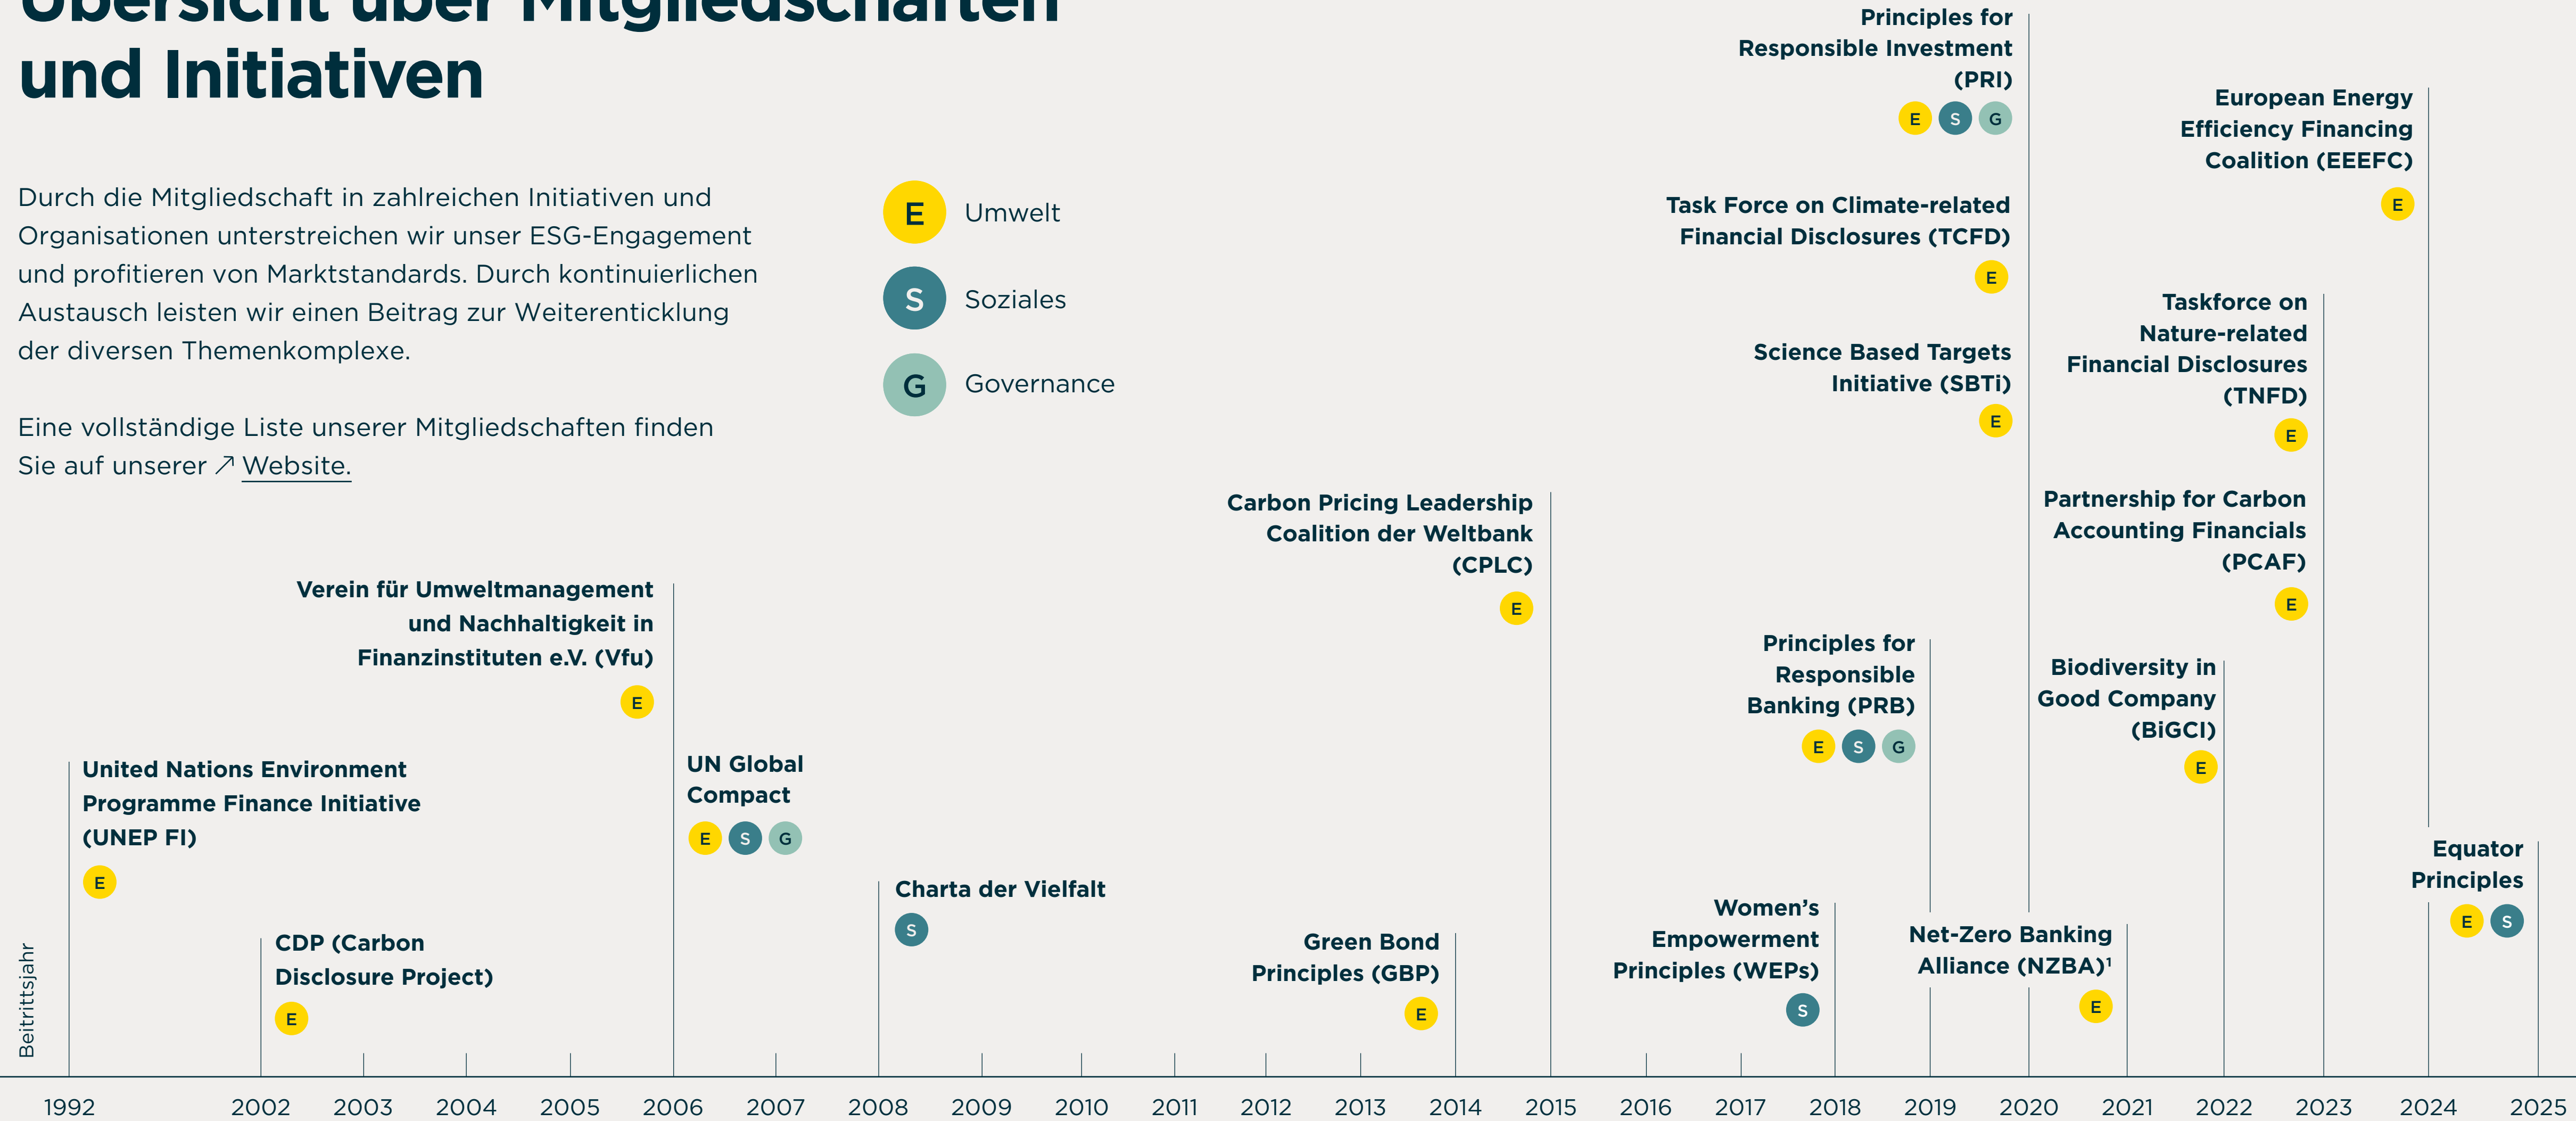 Übersicht über Mitgliedschaften
und Initiativen
Durch die Mitgliedschaft in zahlreichen Initiativen und
Organisationen unterstreichen wir unser ESG-Engagement
und profitieren von Marktstandards. Durch kontinuierlichen
Austausch leisten wir einen Beitrag zur Weiterenticklung
der diversen Themenkomplexe.
Eine vollständige Liste unserer Mitgliedschaften finden
Sie auf unserer ↗ Website.
E Umwelt
S Soziales
G Governance
Principles for
Responsible Investment
(PRI)
E S G
Task Force on Climate-related
Financial Disclosures (TCFD)
E
Science Based Targets
Initiative (SBTi)
E
European Energy
Efficiency Financing
Coalition (EEEFC)
E
Taskforce on
Nature-related
Financial Disclosures
(TNFD)
E
Partnership for Carbon
Accounting Financials
(PCAF)
E
Carbon Pricing Leadership
Coalition der Weltbank
(CPLC)
E
Verein für Umweltmanagement
und Nachhaltigkeit in
Finanzinstituten e.V. (Vfu)
E
Principles for
Responsible
Banking (PRB)
E S G
Biodiversity in
Good Company
(BiGCI)
E
United Nations Environment
Programme Finance Initiative
(UNEP FI)
E
UN Global
Compact
E S G
Equator
Principles
E S
Charta der Vielfalt
S
Women’s
Empowerment
Principles (WEPs)
S
Net-Zero Banking
Alliance (NZBA)¹
E
Green Bond
Principles (GBP)
E
CDP (Carbon
Disclosure Project)
E
Beitrittsjahr
1992 2002 2003 2004 2005 2006 2007 2008 2009 2010 2011 2012 2013 2014 2015 2016 2017 2018 2019 2020 2021 2022 2023 2024 2025